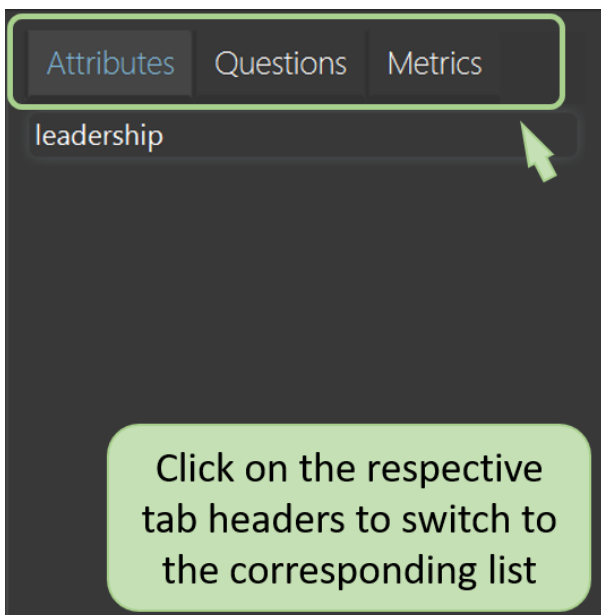 Attributes Questions Metrics
leadership
Click on the respective
tab headers to switch to
the corresponding list